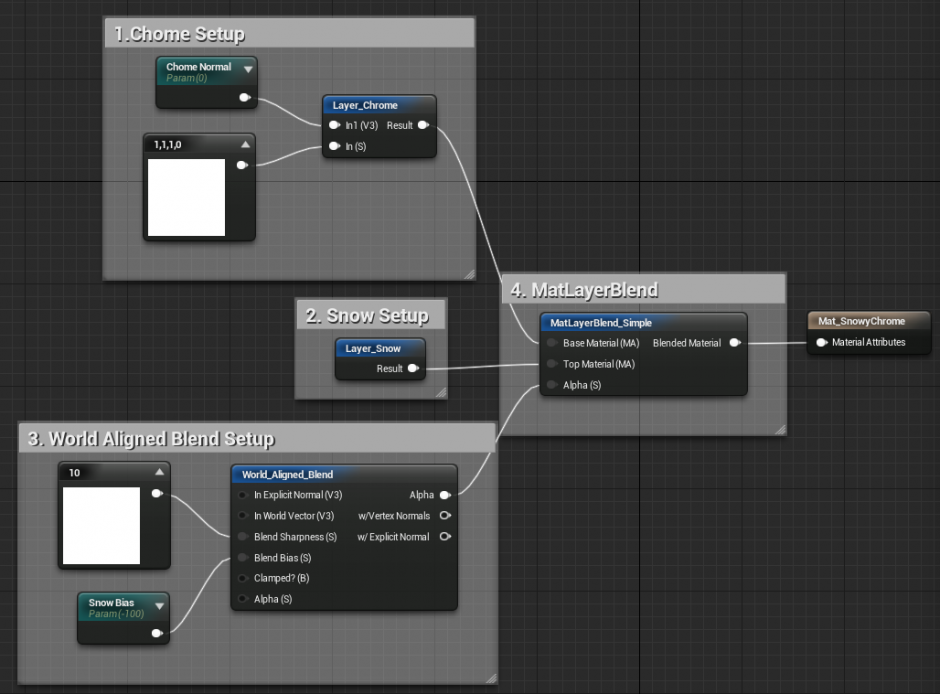 1.Chome Setup
Chome Normal
Param(0)
1,1,1,0
Layer_Chrome
In1 (V3) Result
In (S)
2. Snow Setup
Layer_Snow
Result
3. World Aligned Blend Setup
10
Snow Bias
Param(-100)
World_Aligned_Blend
In Explicit Normal (V3) Alpha
In World Vector (V3) w/Vertex Normals
Blend Sharpness (S) w/ Explicit Normal
Blend Bias (S)
Clamped? (B)
Alpha (S)
4. MatLayerBlend
MatLayerBlend_Simple
Base Material (MA) Blended Material
Top Material (MA)
Alpha (S)
Mat_SnowyChrome
Material Attributes